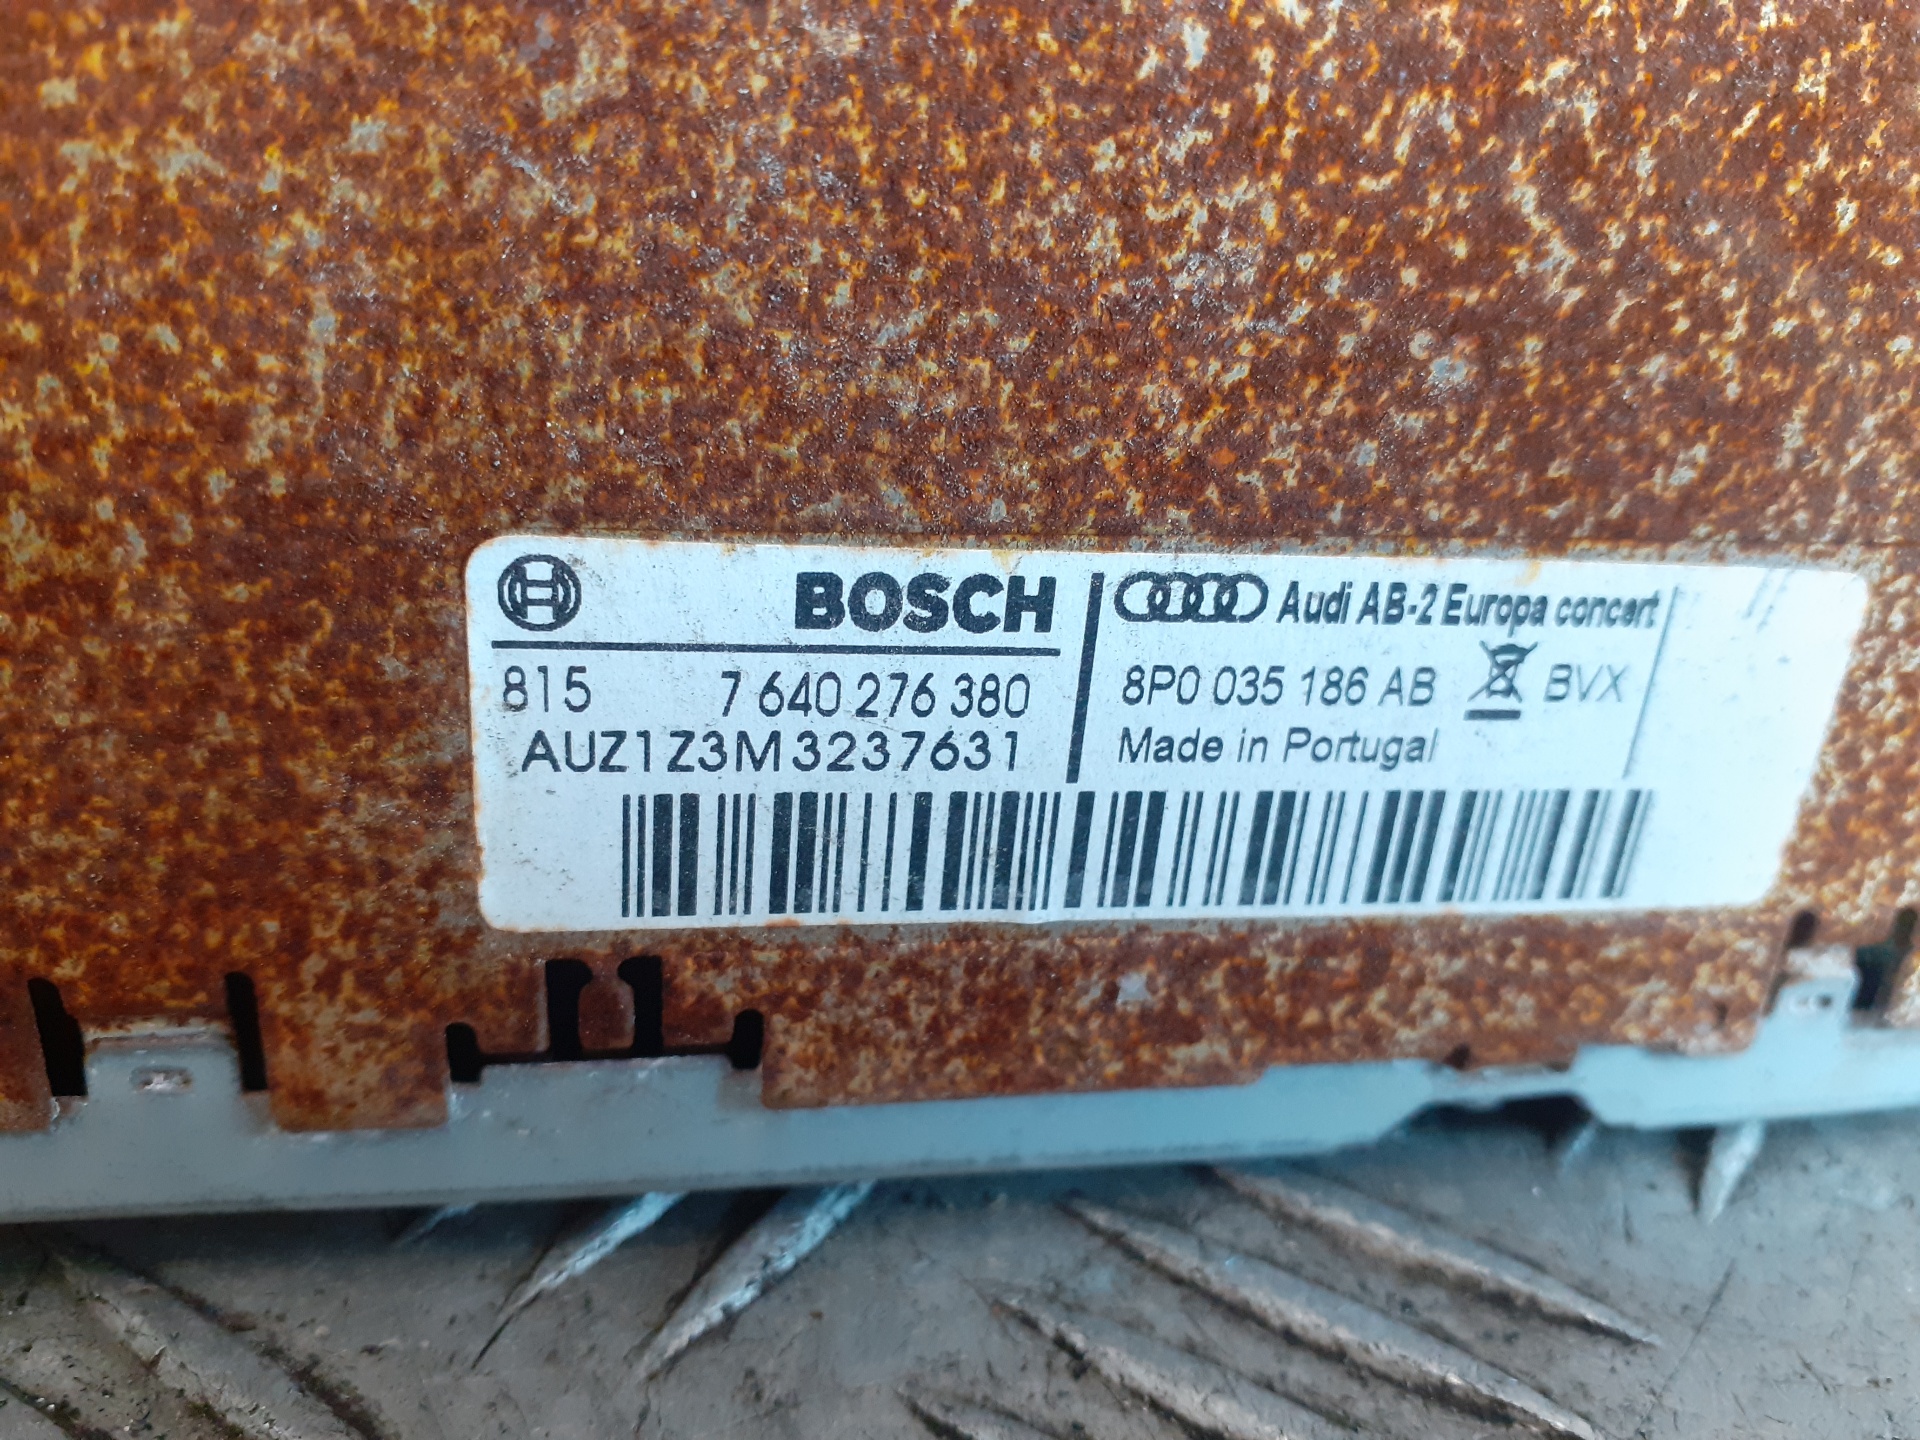 BOSCH
815 7 640 276 380
AUZ1Z3M3237631
Audi AB-2 Europa concert
8P0 035 186 AB BVX
Made in Portugal